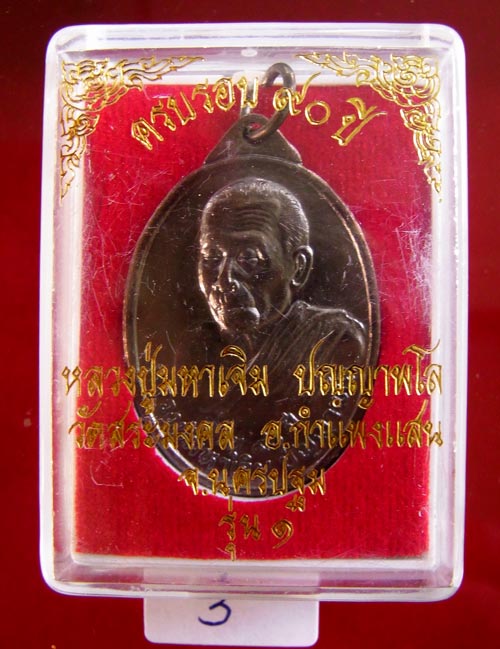 ครบรอบ ๙๐ ปี
หลวงปู่มหาเจิม ปญฺญาพโล
วัดสระมงคล อ.กำแพงแสน
จ.นครปฐม
รุ่น ๑